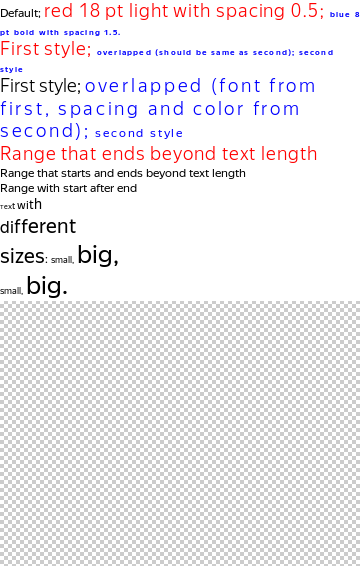 Default; red 18 pt light with spacing 0.5; blue 8
pt bold with spacing 1.5.
First style; overlapped (should be same as second); second
style
First style; overlapped (font from
first, spacing and color from
second); second style
Range that ends beyond text length
Range that starts and ends beyond text length
Range with start after end
Text with
different
sizes: small, big,
small, big.